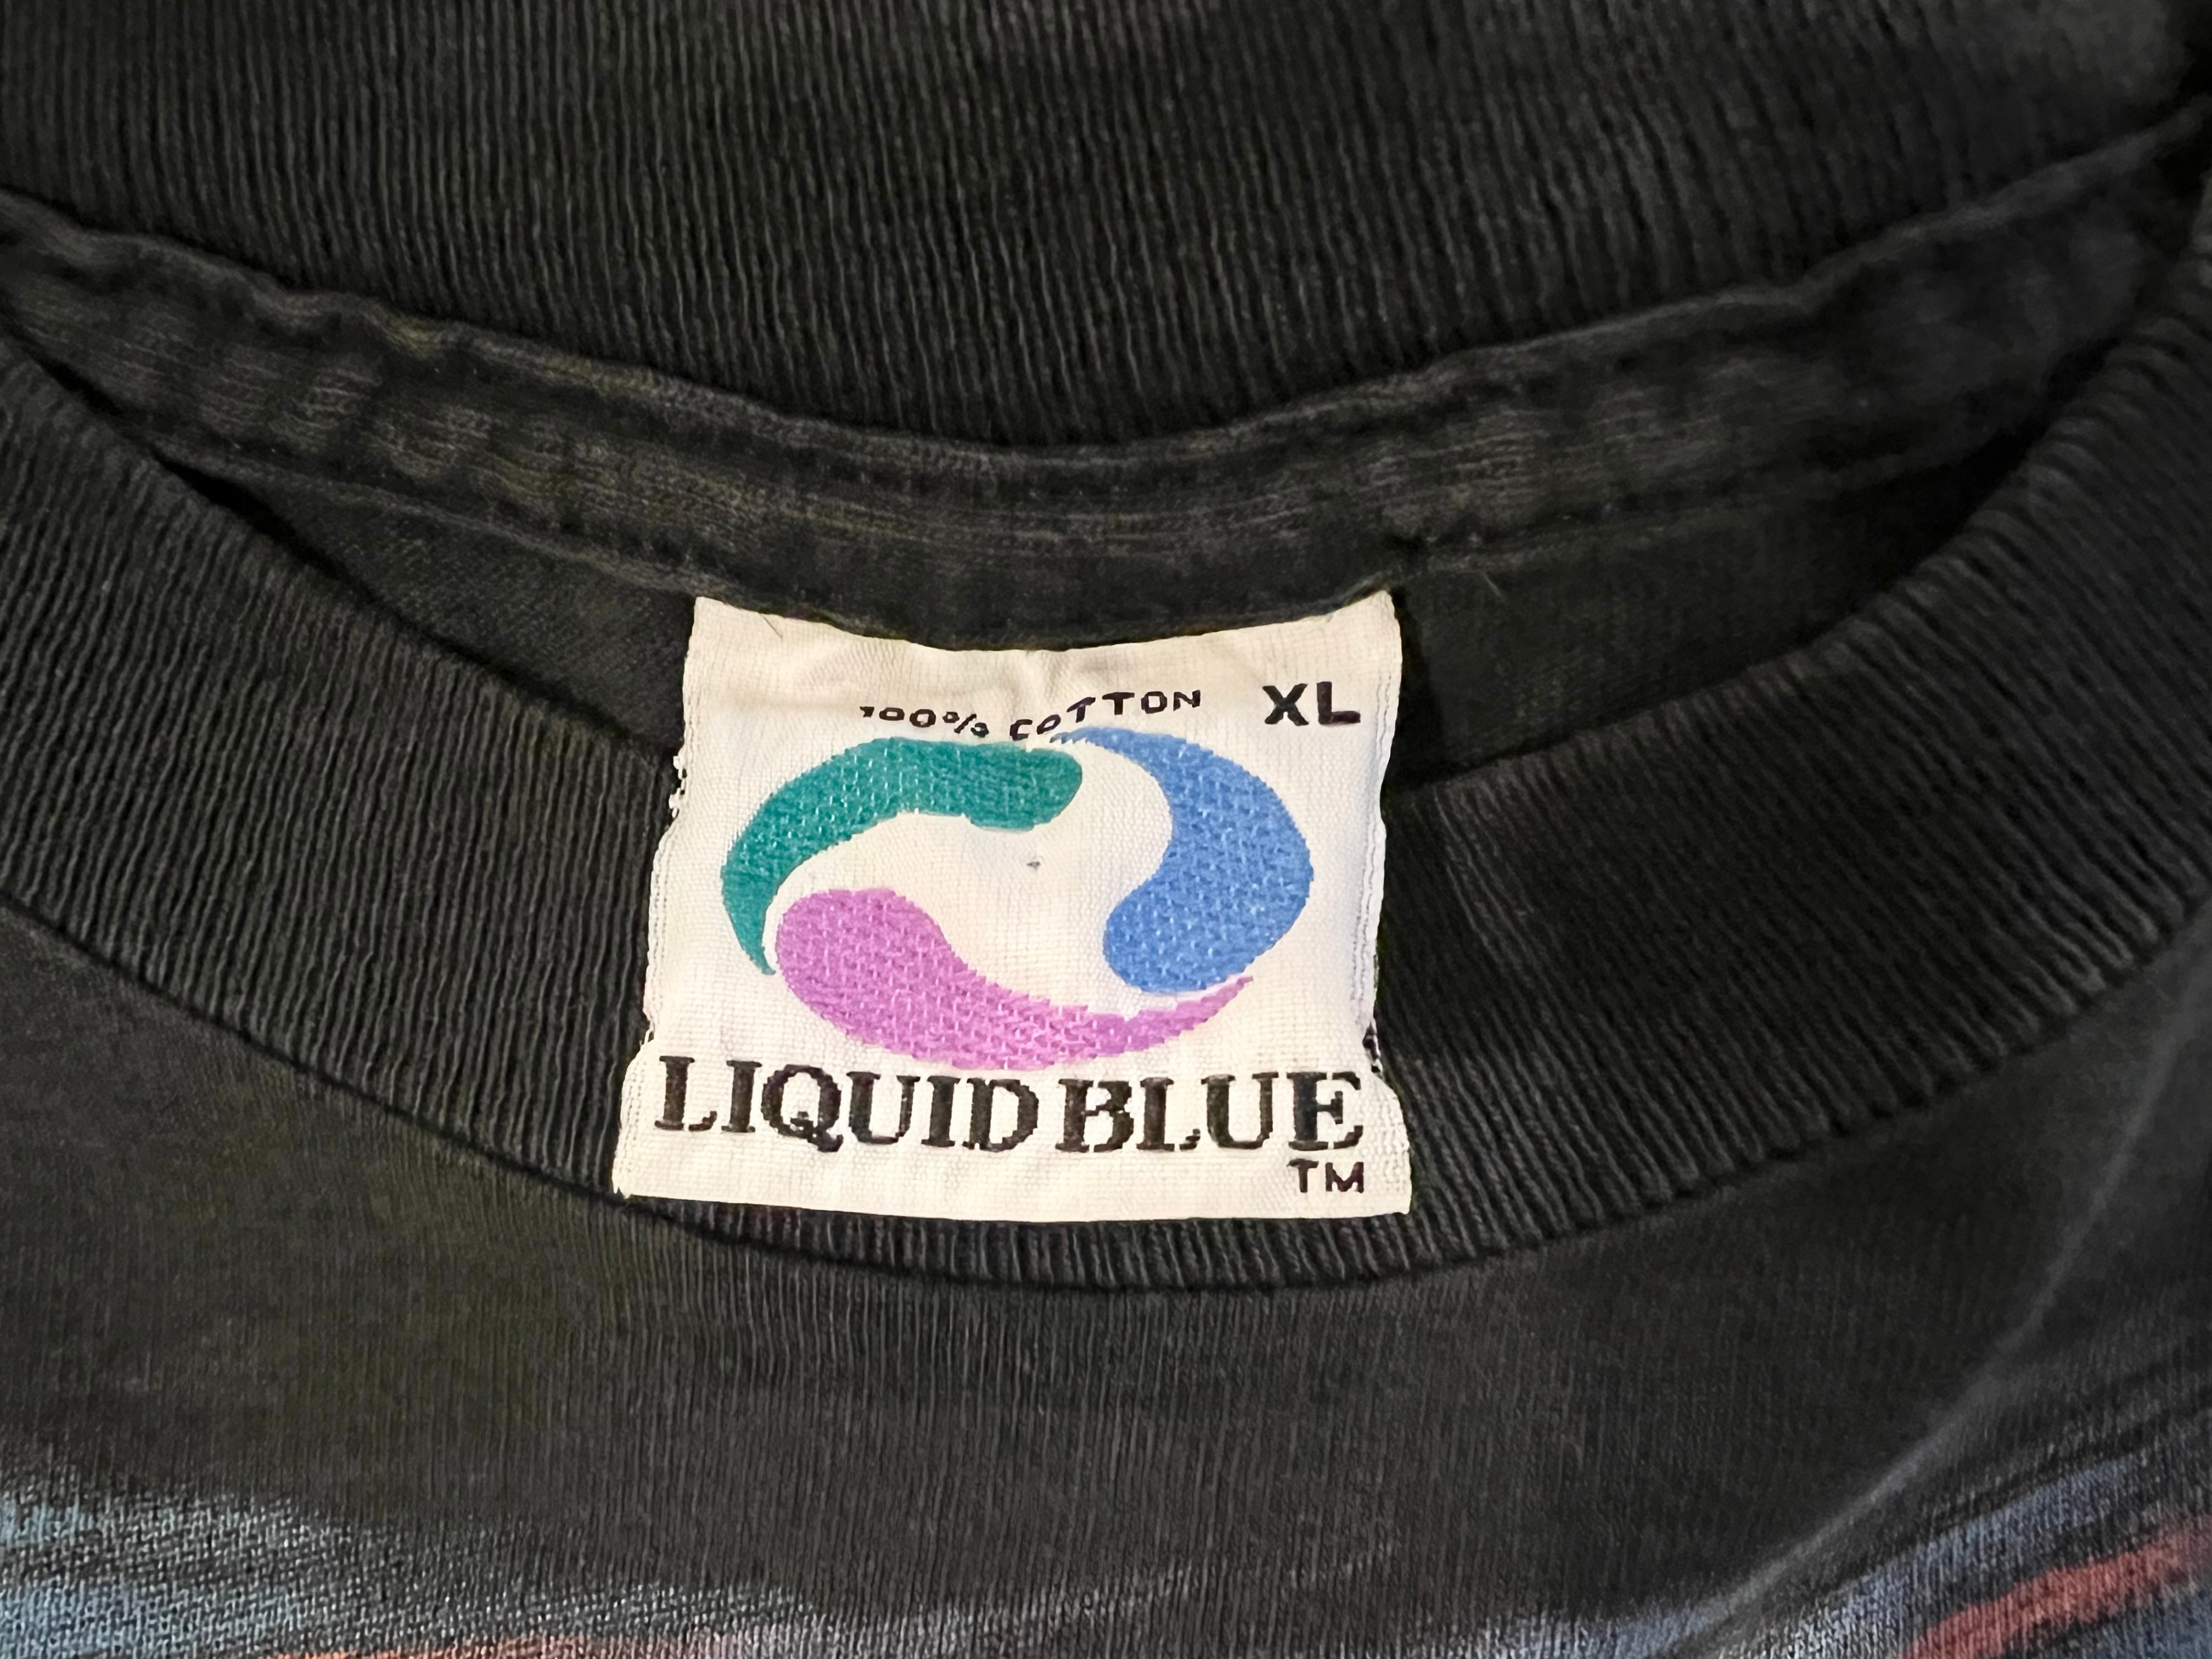 100% COTTON XL
LIQUID BLUE
TM